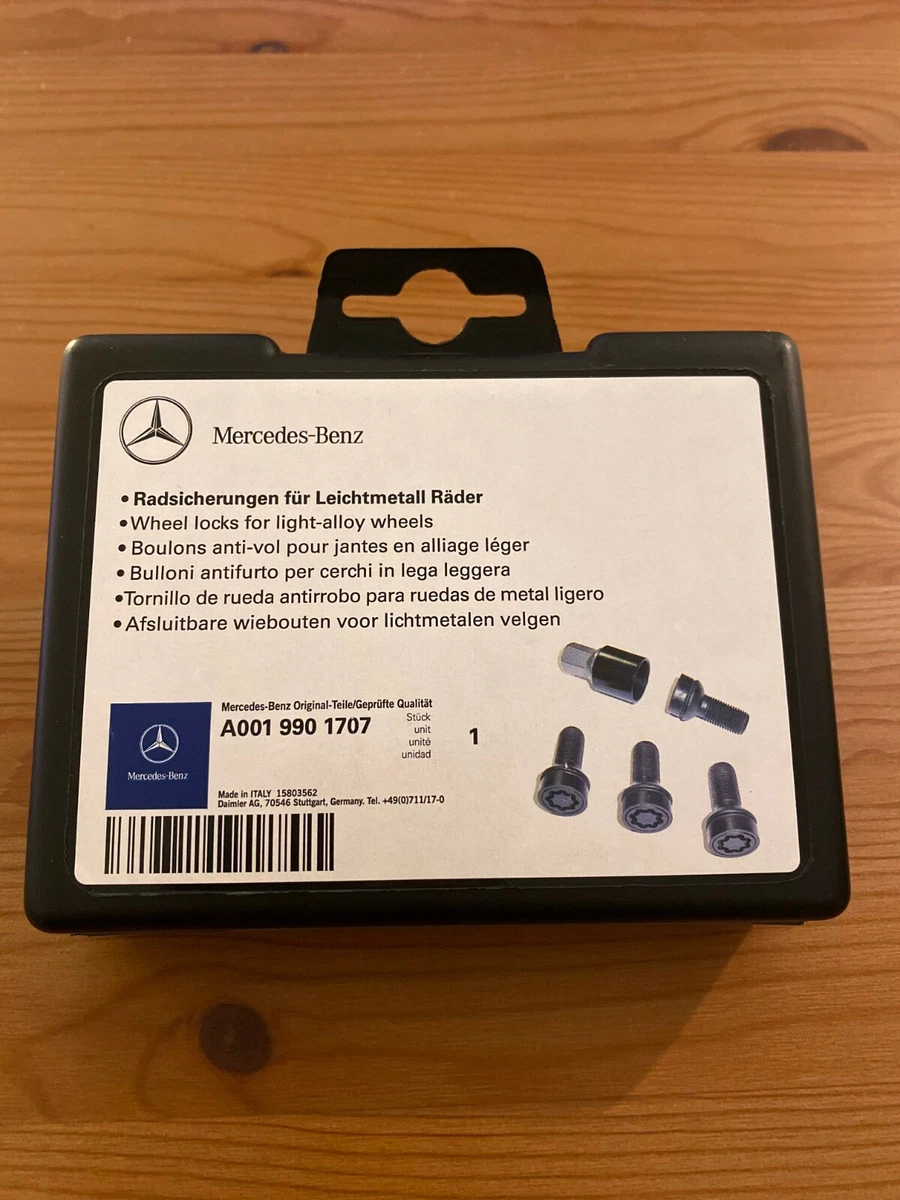 Mercedes-Benz
• Radsicherungen für Leichtmetall Räder
• Wheel locks for light-alloy wheels
• Boulons anti-vol pour jantes en alliage léger
• Bulloni antifurto per cerchi in lega leggera
• Tornillo de rueda antirrobo para ruedas de metal ligero
• Afsluitbare wiebouten voor lichtmetalen velgen
Mercedes-Benz Original-Teile/Geprüfte Qualität
A001 990 1707
Stück
unit
unité
unidad
1
Mercedes-Benz
Made in ITALY 15803562
Daimler AG, 70546 Stuttgart, Germany. Tel. +49(0)711/17-0